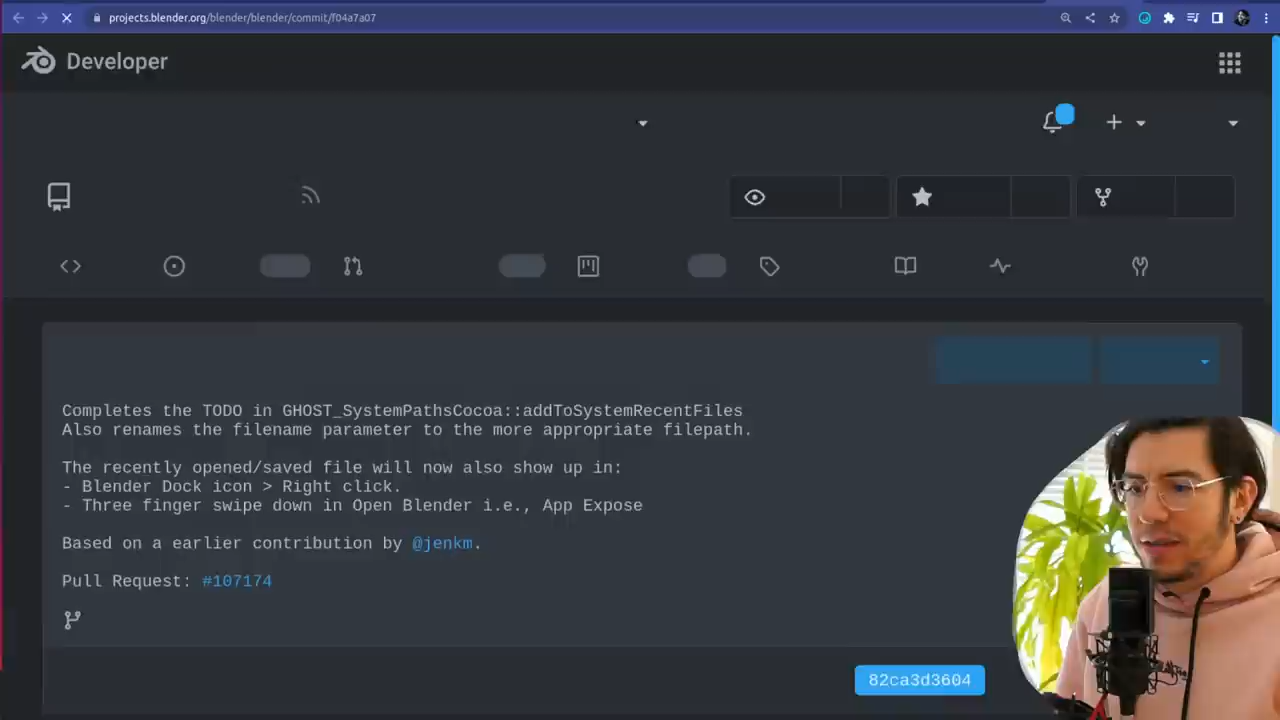 projects.blender.org/blender/blender/commit/f04a7a07
Developer
Completes the TODO in GHOST_SystemPathsCocoa::addToSystemRecentFiles
Also renames the filename parameter to the more appropriate filepath.
The recently opened/saved file will now also show up in:
- Blender Dock icon > Right click.
- Three finger swipe down in Open Blender i.e., App Expose
Based on a earlier contribution by @jenkm.
Pull Request: #107174
82ca3d3604